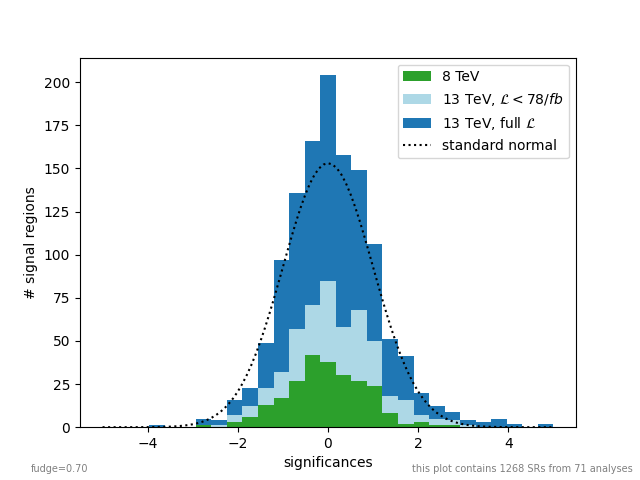 8 TeV
13 TeV, ℒ < 78/fb
13 TeV, full ℒ
standard normal
200
175
150
125
100
75
50
25
0
# signal regions
−4 −2 0 2 4
significances
fudge=0.70
this plot contains 1268 SRs from 71 analyses